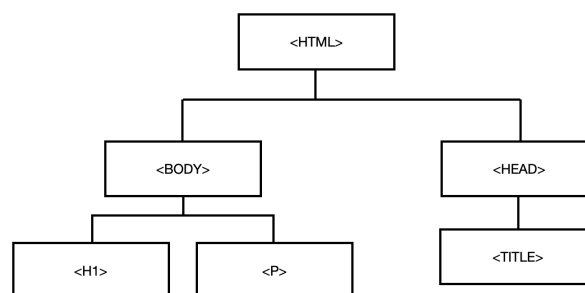 <HTML>
<BODY>
<HEAD>
<H1>
<P>
<TITLE>